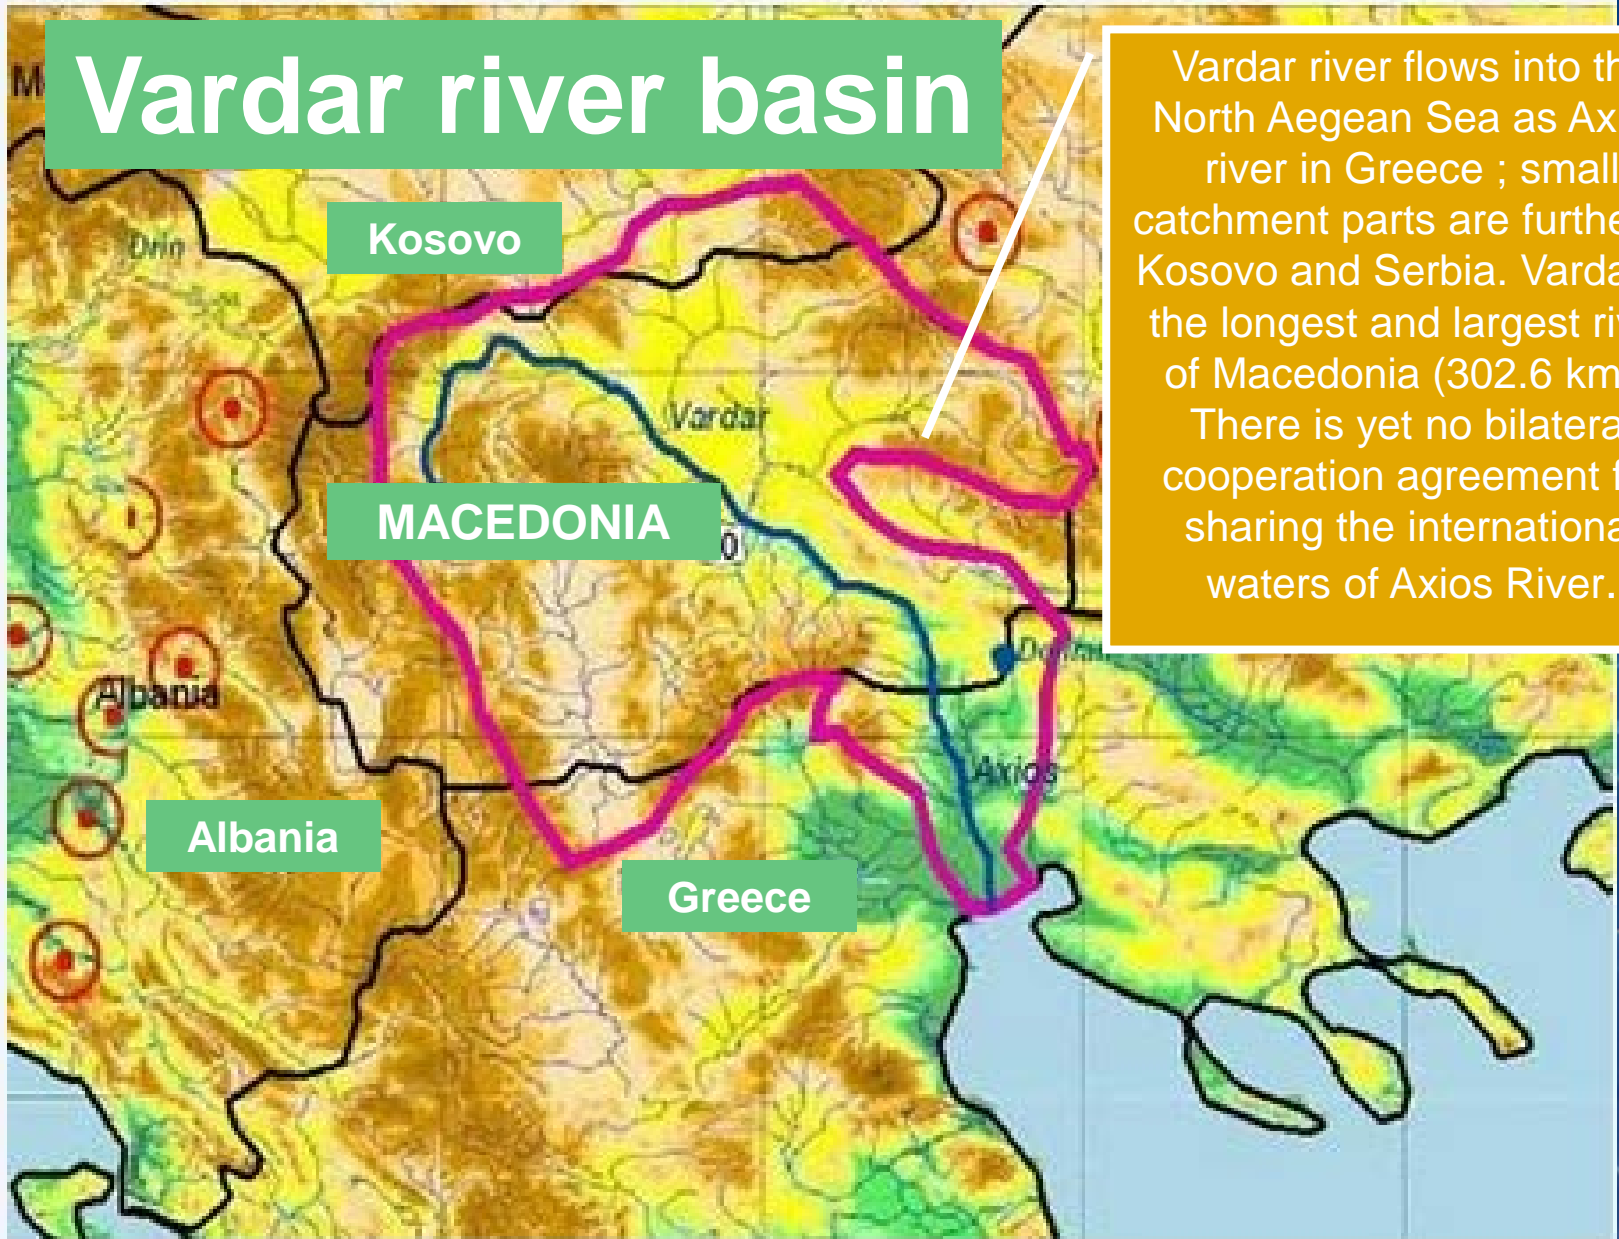 Vardar river basin
Vardar river flows into th
North Aegean Sea as Ax
river in Greece ; small
catchment parts are furthe
Kosovo and Serbia. Varda
the longest and largest ri
of Macedonia (302.6 km
There is yet no bilatera
cooperation agreement f
sharing the internationa
waters of Axios River.
Kosovo
Drin
Vardar
MACEDONIA
0
Albania
Axios
Albania
Greece